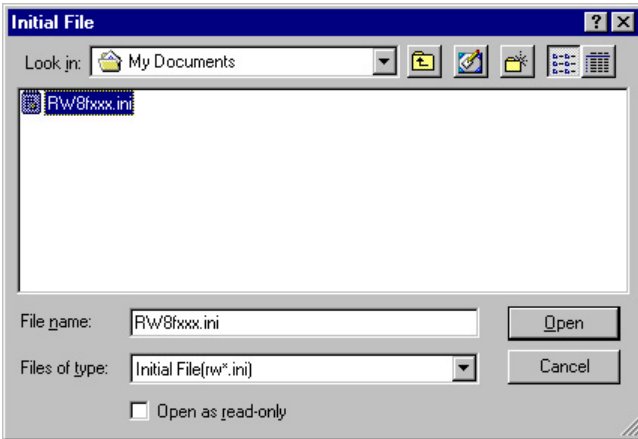 Initial File
Look in: My Documents
RW8fxxx.ini
File name: RW8fxxx.ini
Open
Files of type: Initial File(rw*.ini)
Cancel
Open as read-only